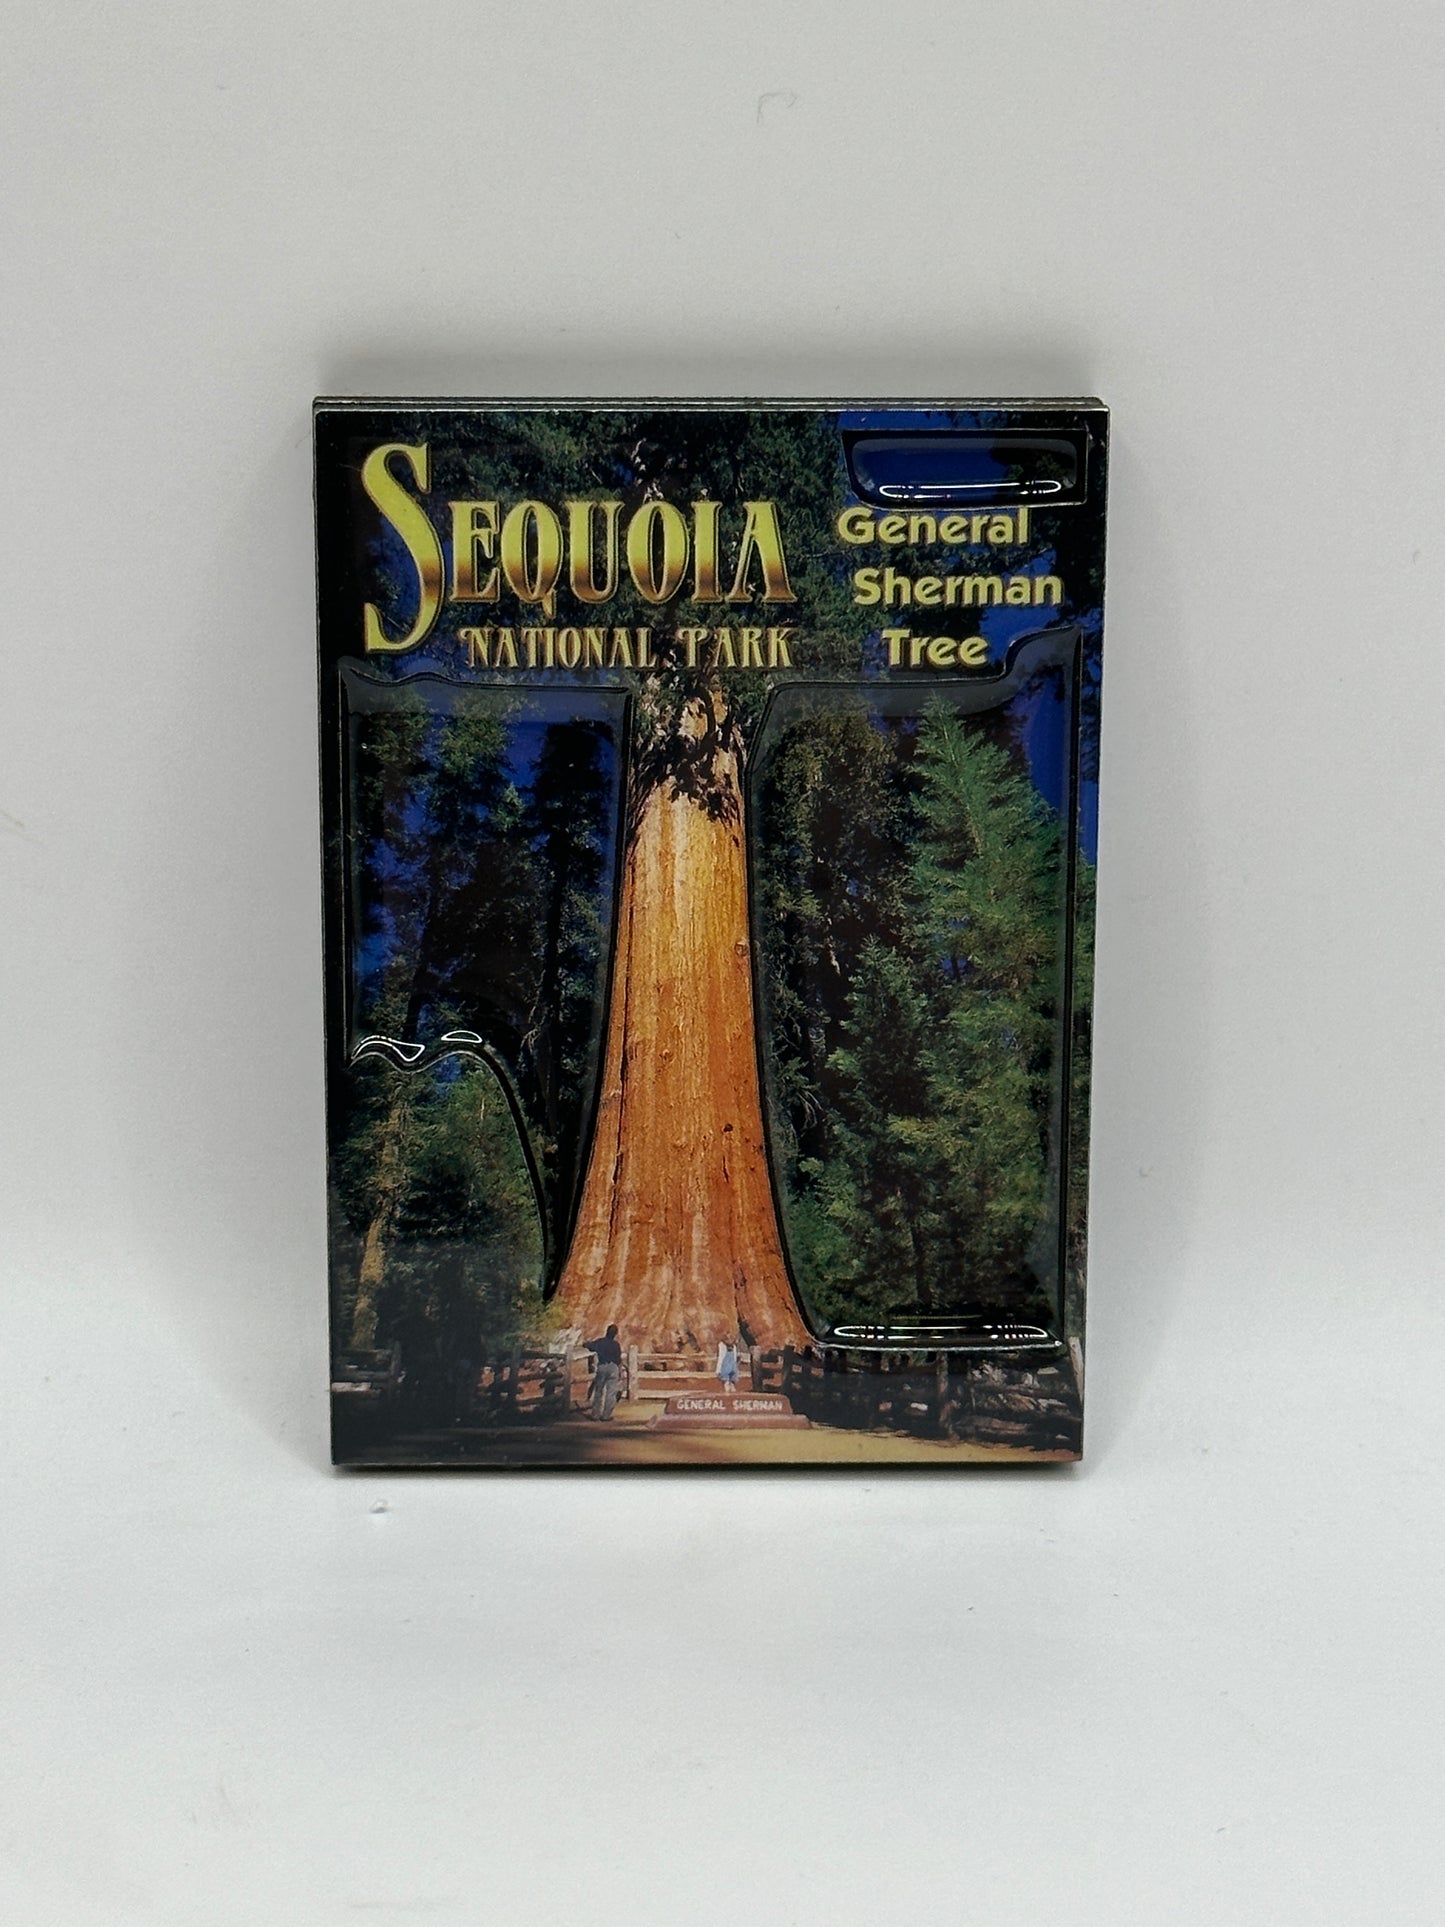 SEQUOIA
NATIONAL PARK
General
Sherman
Tree
GENERAL SHERMAN